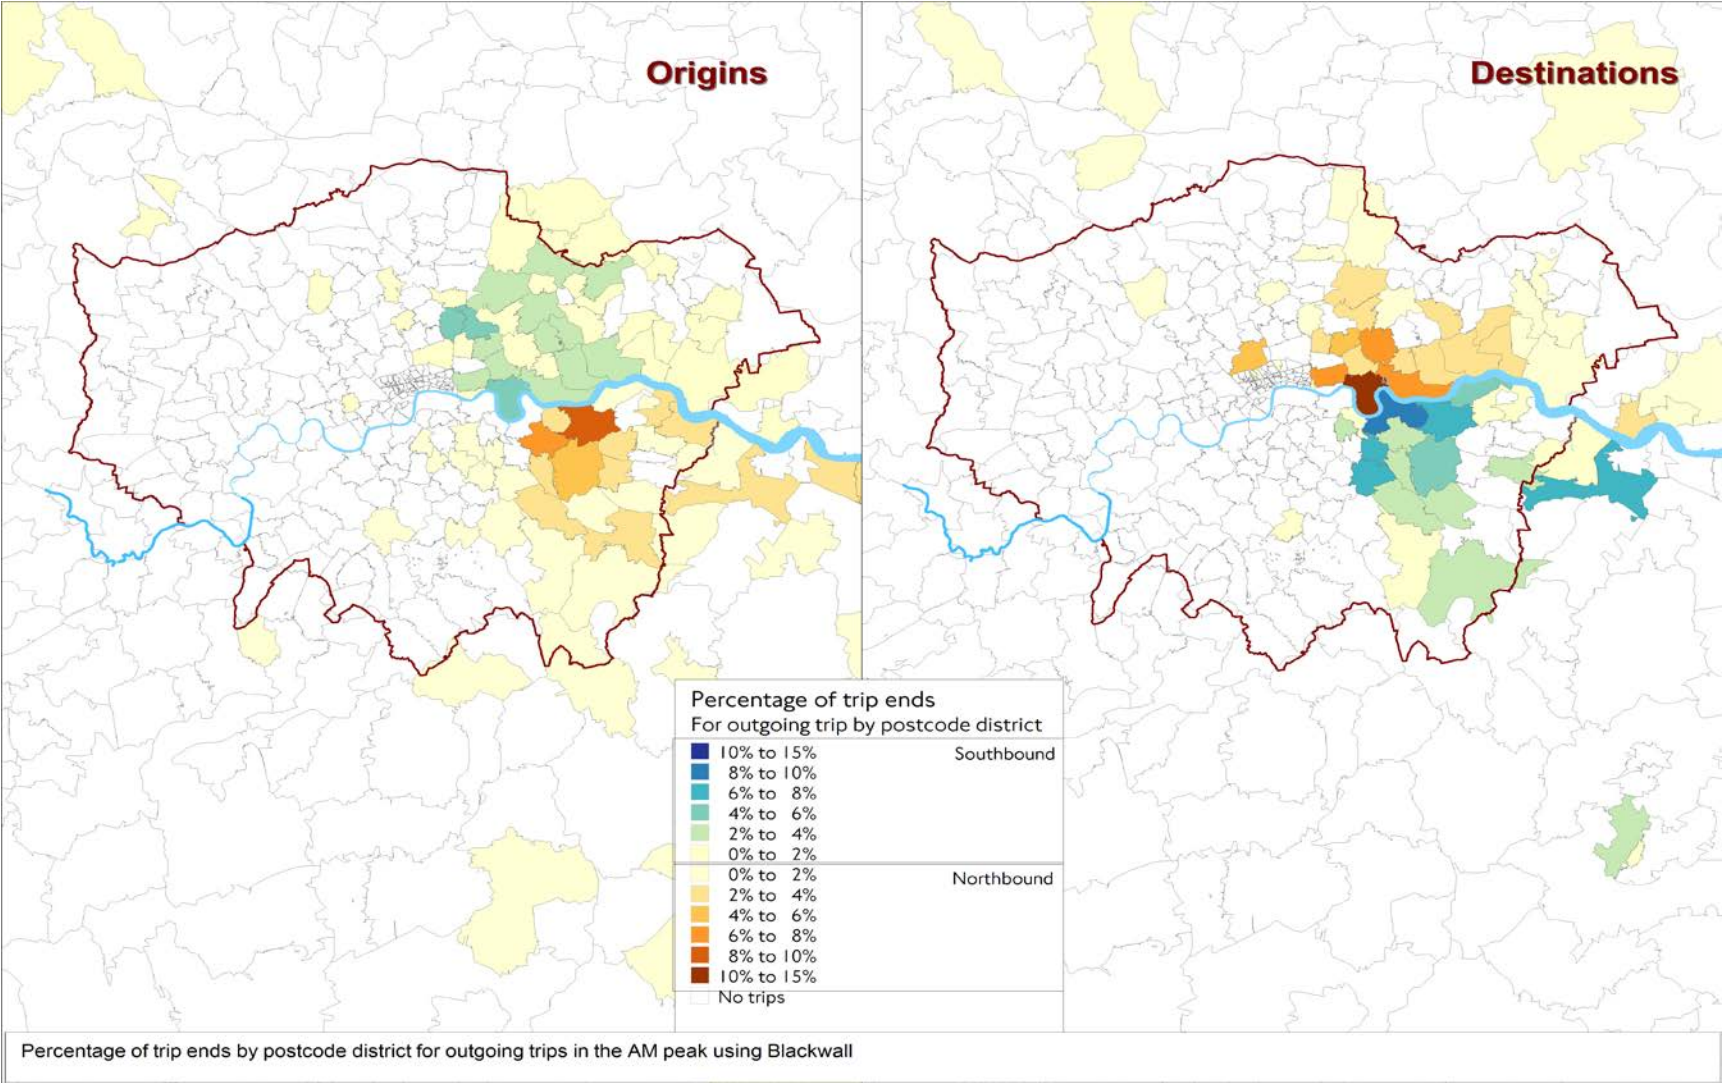 Origins
Destinations
Percentage of trip ends
For outgoing trip by postcode district
10% to 15%
Southbound
8% to 10%
6% to 8%
4% to 6%
2% to 4%
0% to 2%
0% to 2%
Northbound
2% to 4%
4% to 6%
6% to 8%
8% to 10%
10% to 15%
No trips
Percentage of trip ends by postcode district for outgoing trips in the AM peak using Blackwall